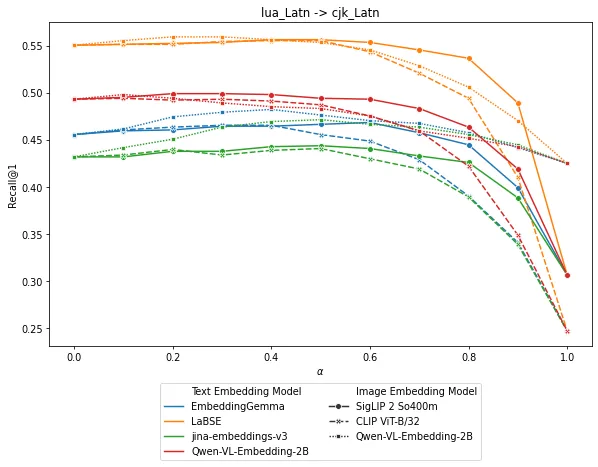 lua_Latn -> cjk_Latn
Recall@1
0.55
0.50
0.45
0.40
0.35
0.30
0.25
0.0 0.2 0.4 0.6 0.8 1.0
α
Text Embedding Model
EmbeddingGemma
LaBSE
jina-embeddings-v3
Qwen-VL-Embedding-2B
Image Embedding Model
SigLIP 2 So400m
CLIP ViT-B/32
Qwen-VL-Embedding-2B